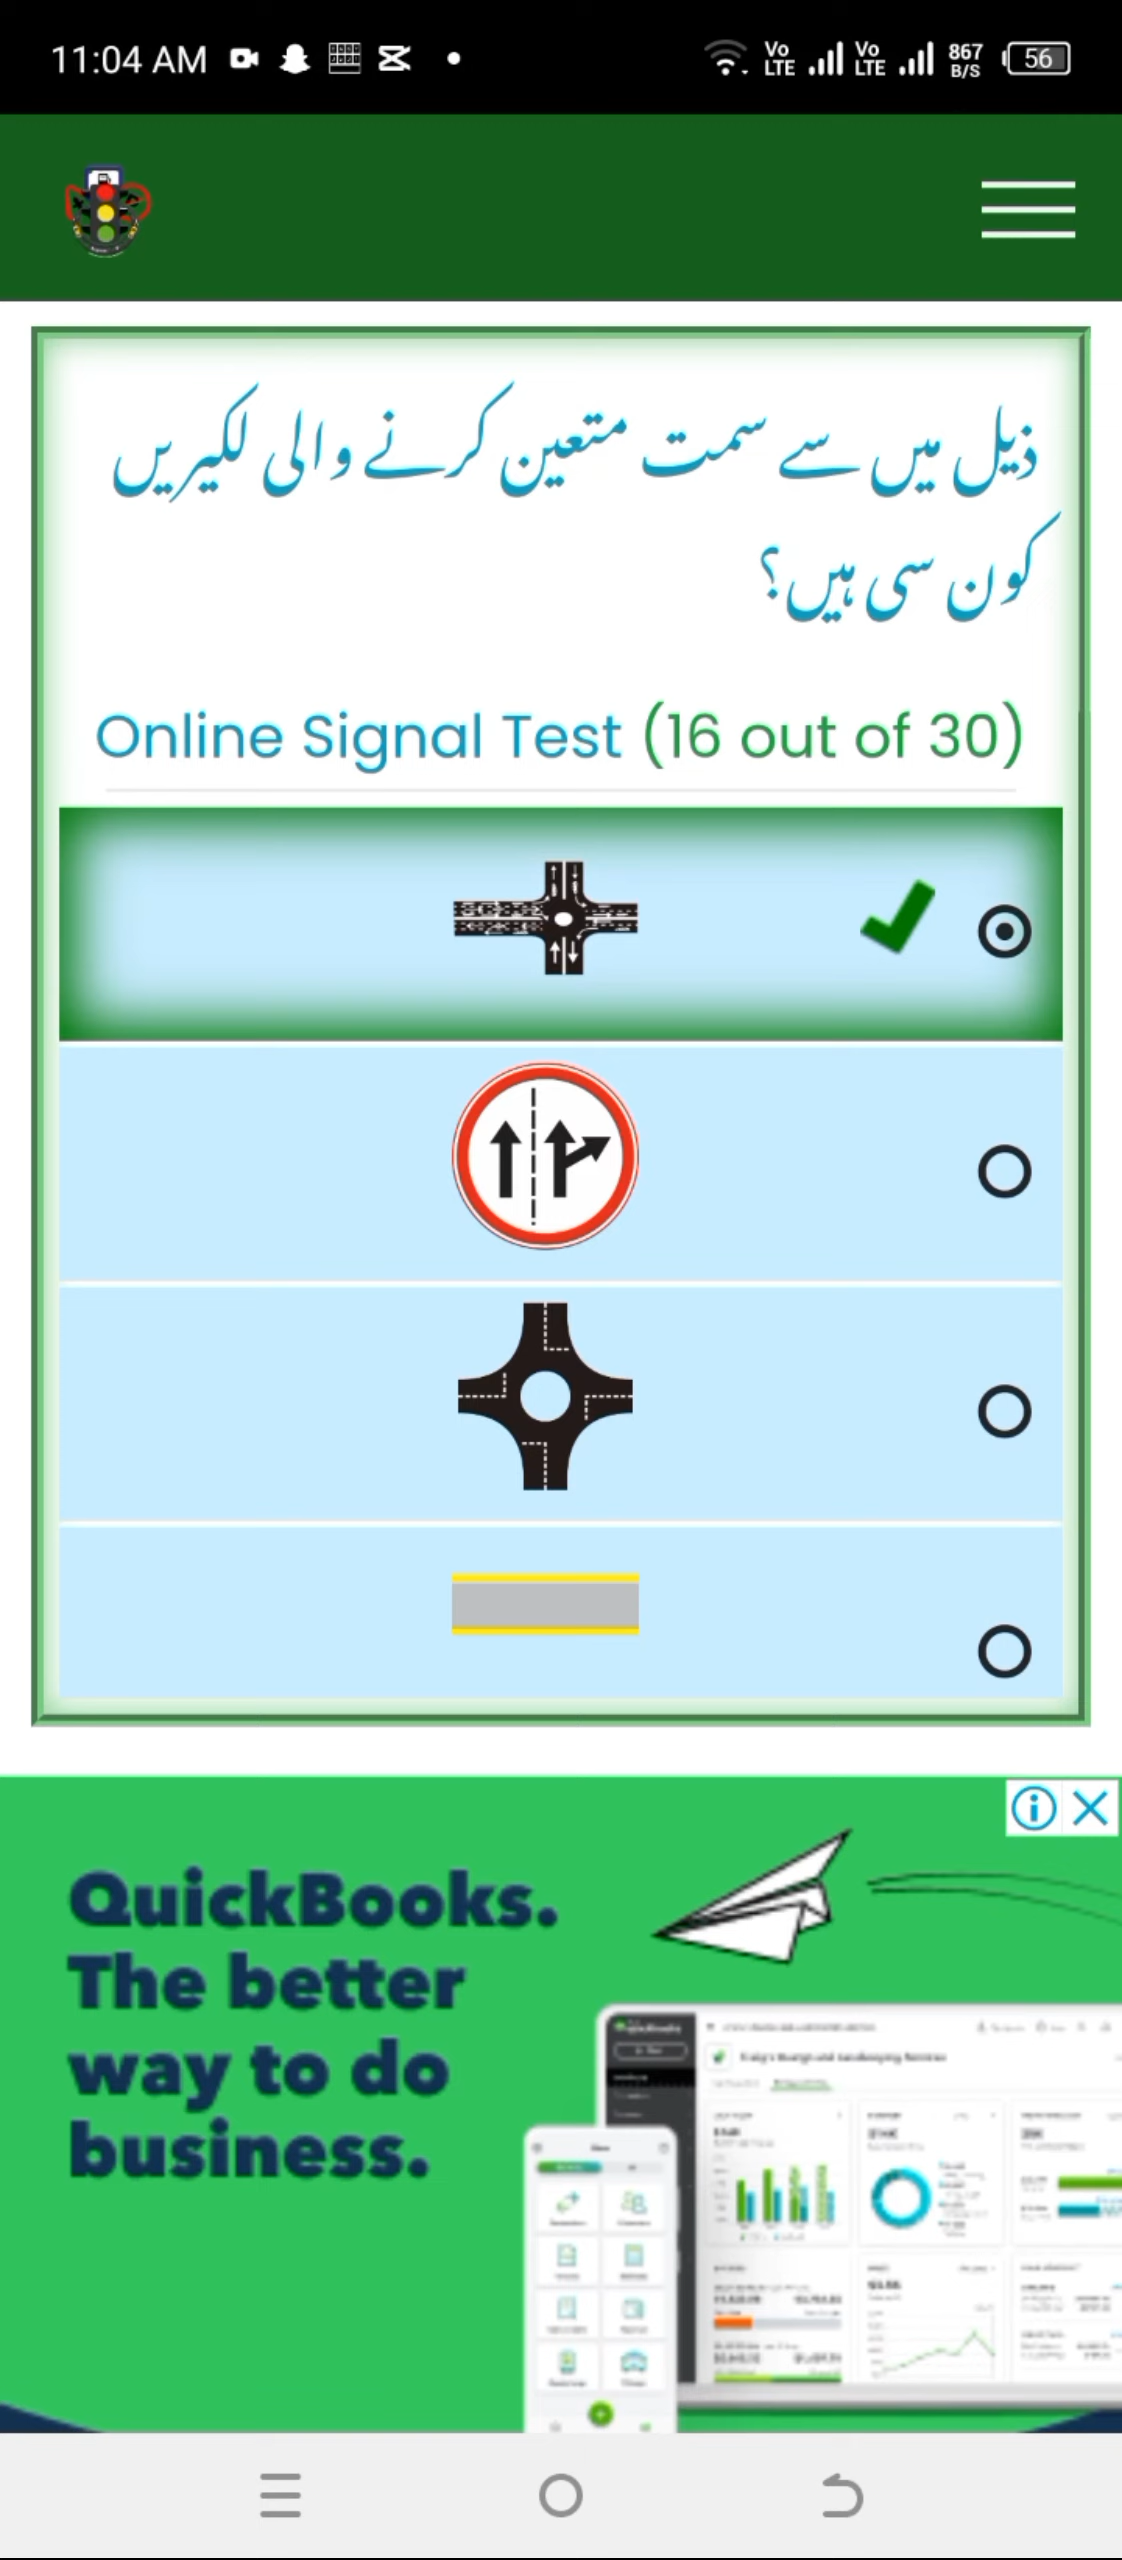 11:04 AM
Vo LTE Vo LTE 867 B/S 56
ذیل میں سے سمت متعین کرنے والی لکیریں
کون سی ہیں؟
Online Signal Test (16 out of 30)
QuickBooks.
The better
way to do
business.